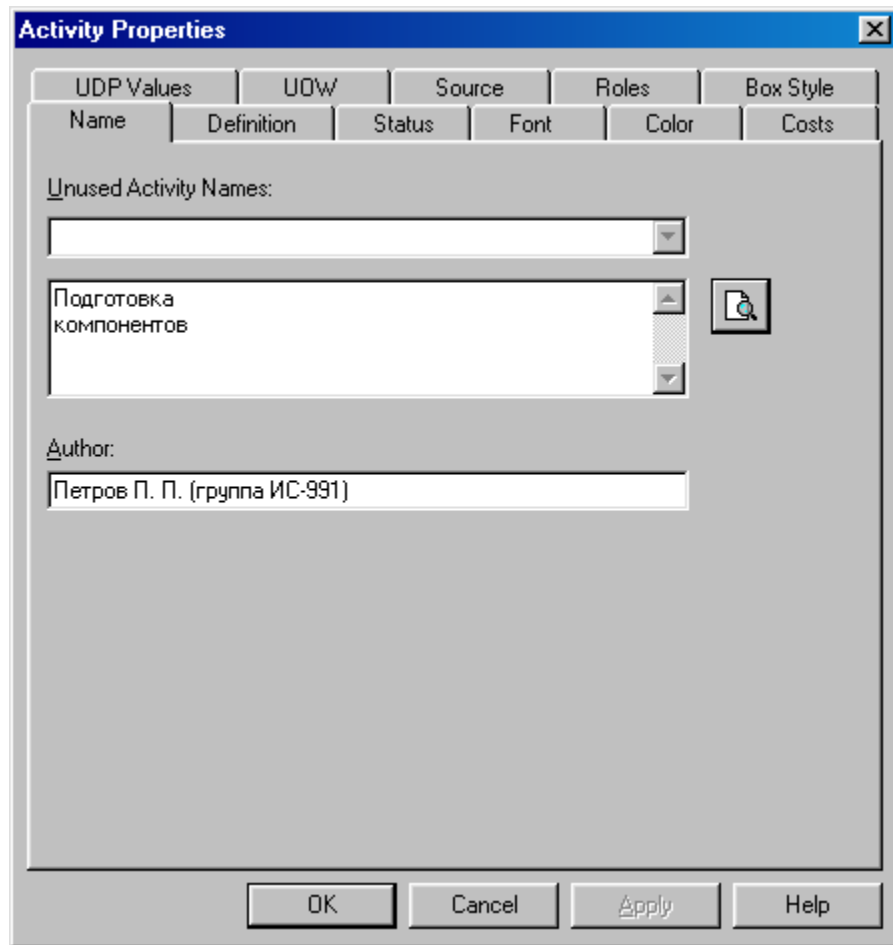 Activity Properties
UDP Values UOW Source Roles Box Style
Name Definition Status Font Color Costs
Unused Activity Names:
Подготовка
компонентов
Author:
Петров П. П. (группа ИС-991)
OK Cancel Apply Help